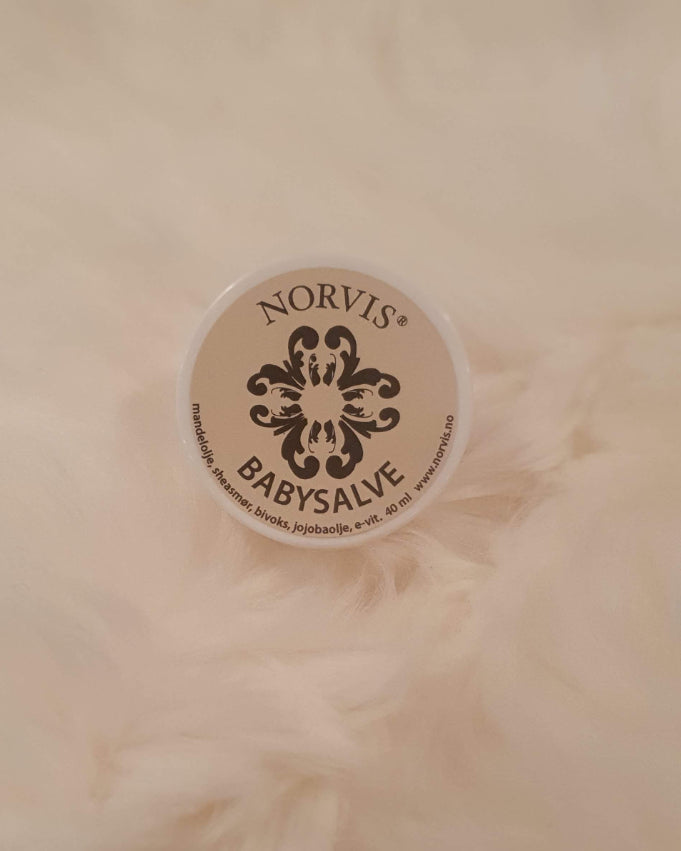 NORVIS®
BABYSALVE
mandelolje, sheasmør, bivoks, jojobaolje, e-vit. 40 ml www.norvis.no